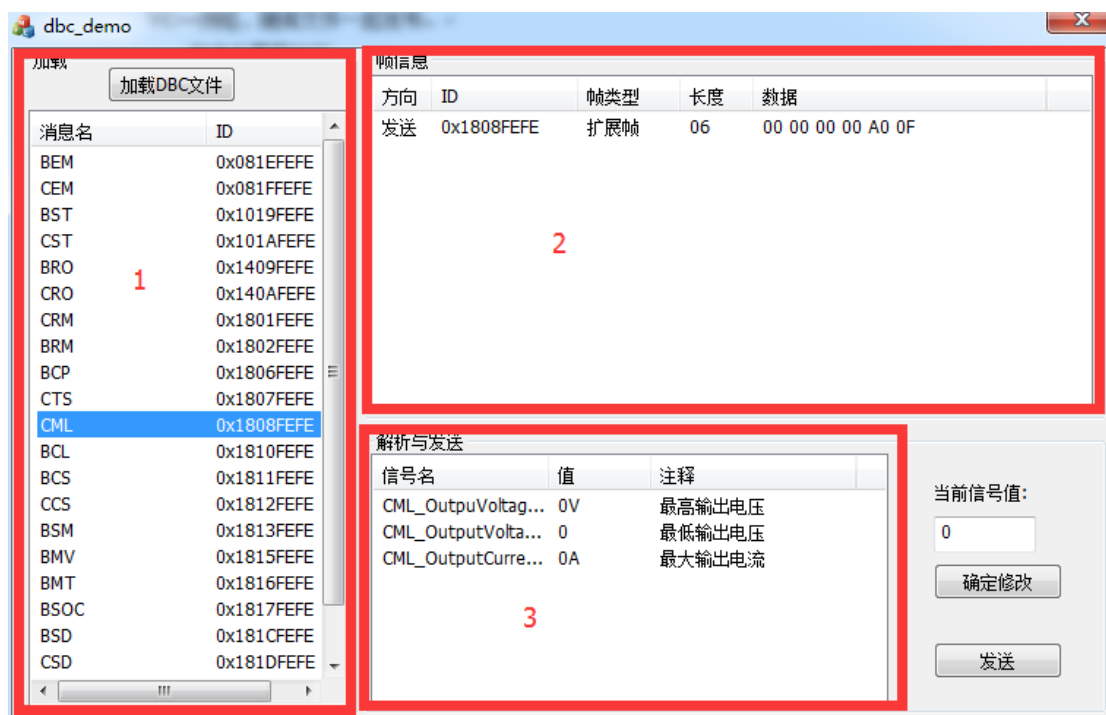 dbc_demo
加载
加载DBC文件
消息名 ID
BEM 0x081EFEFE
CEM 0x081FFEFE
BST 0x1019FEFE
CST 0x101AFEFE
BRO 0x1409FEFE
CRO 0x140AFEFE
CRM 0x1801FEFE
BRM 0x1802FEFE
BCP 0x1806FEFE
CTS 0x1807FEFE
CML 0x1808FEFE
BCL 0x1810FEFE
BCS 0x1811FEFE
CCS 0x1812FEFE
BSM 0x1813FEFE
BMV 0x1815FEFE
BMT 0x1816FEFE
BSOC 0x1817FEFE
BSD 0x181CFEFE
CSD 0x181DFEFE
1
帧信息
方向 ID 帧类型 长度 数据
发送 0x1808FEFE 扩展帧 06 00 00 00 00 A0 0F
2
解析与发送
信号名 值 注释
CML_OutpuVoltag... 0V 最高输出电压
CML_OutputVolta... 0 最低输出电压
CML_OutputCurre... 0A 最大输出电流
3
当前信号值:
0
确定修改
发送